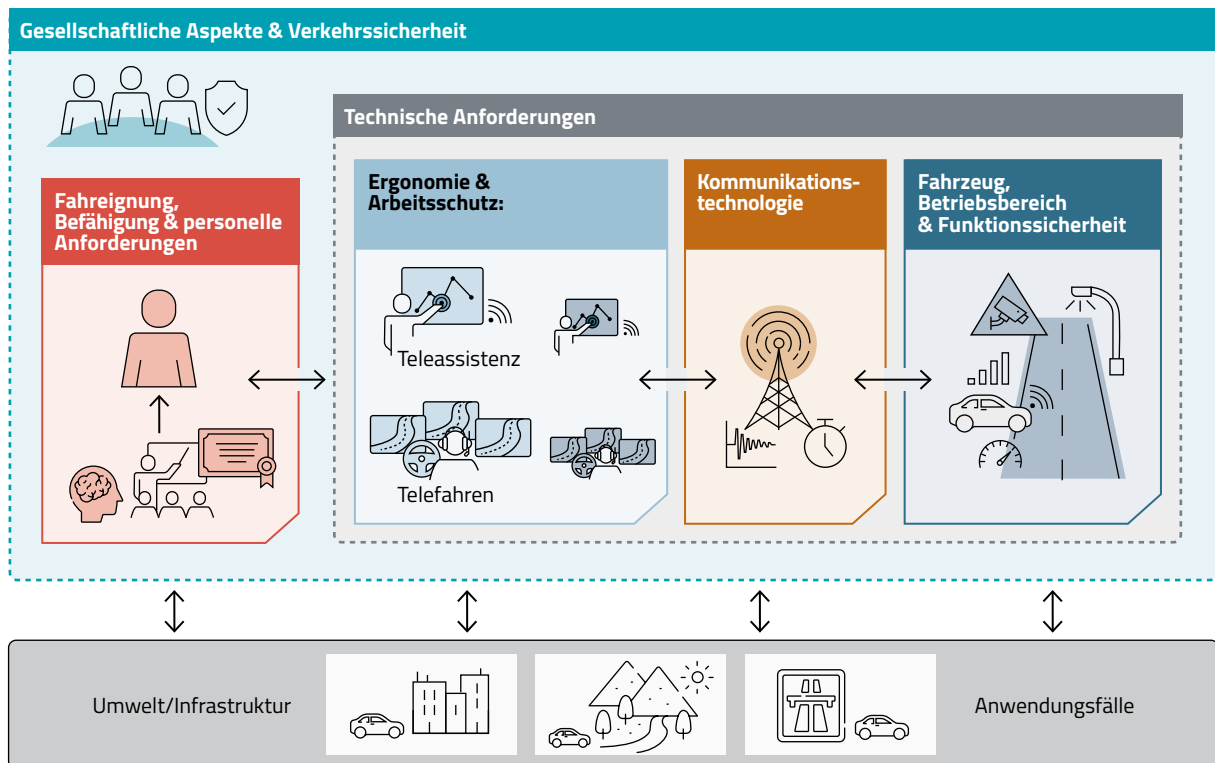 Gesellschaftliche Aspekte & Verkehrssicherheit
Technische Anforderungen
Fahreignung,
Befähigung & personelle
Anforderungen
Ergonomie &
Arbeitsschutz:
Teleassistenz
Telefahren
Kommunikations-
technologie
Fahrzeug,
Betriebsbereich
& Funktionssicherheit
Umwelt/Infrastruktur
Anwendungsfälle